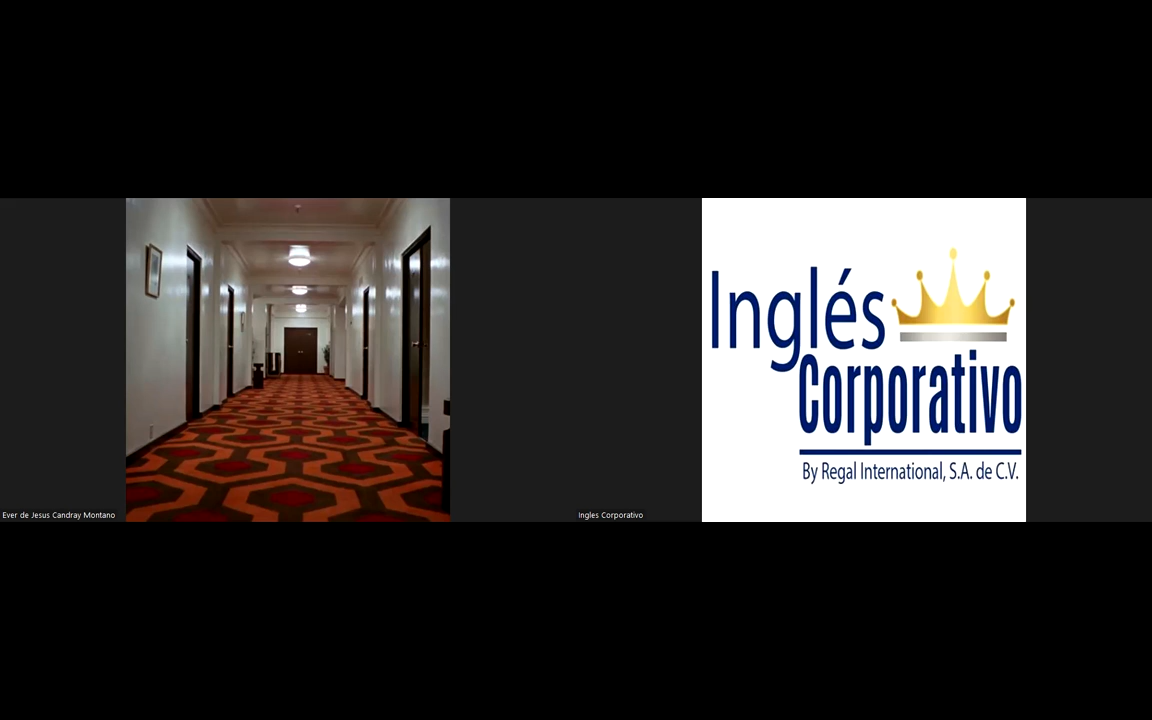 Inglés
Corporativo
By Regal International, S.A. de C.V.
Ever de Jesus Candray Montano
Ingles Corporativo